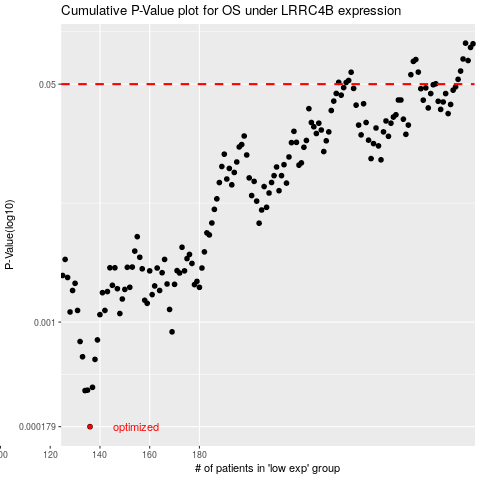 Cumulative P-Value plot for OS under LRRC4B expression
P-Value(log10)
0.05
0.001
0.000179
optimized
00 120 140 160 180
# of patients in 'low exp' group